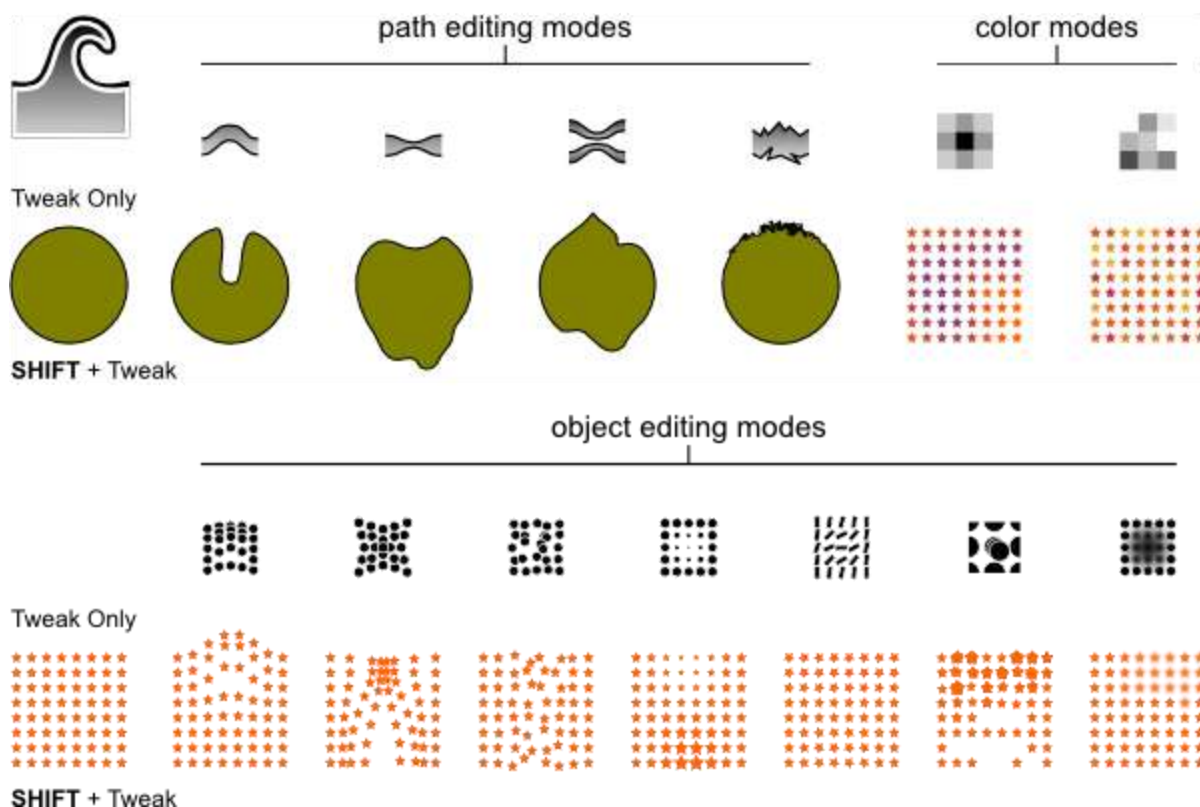 path editing modes
color modes
Tweak Only
SHIFT + Tweak
object editing modes
Tweak Only
SHIFT + Tweak